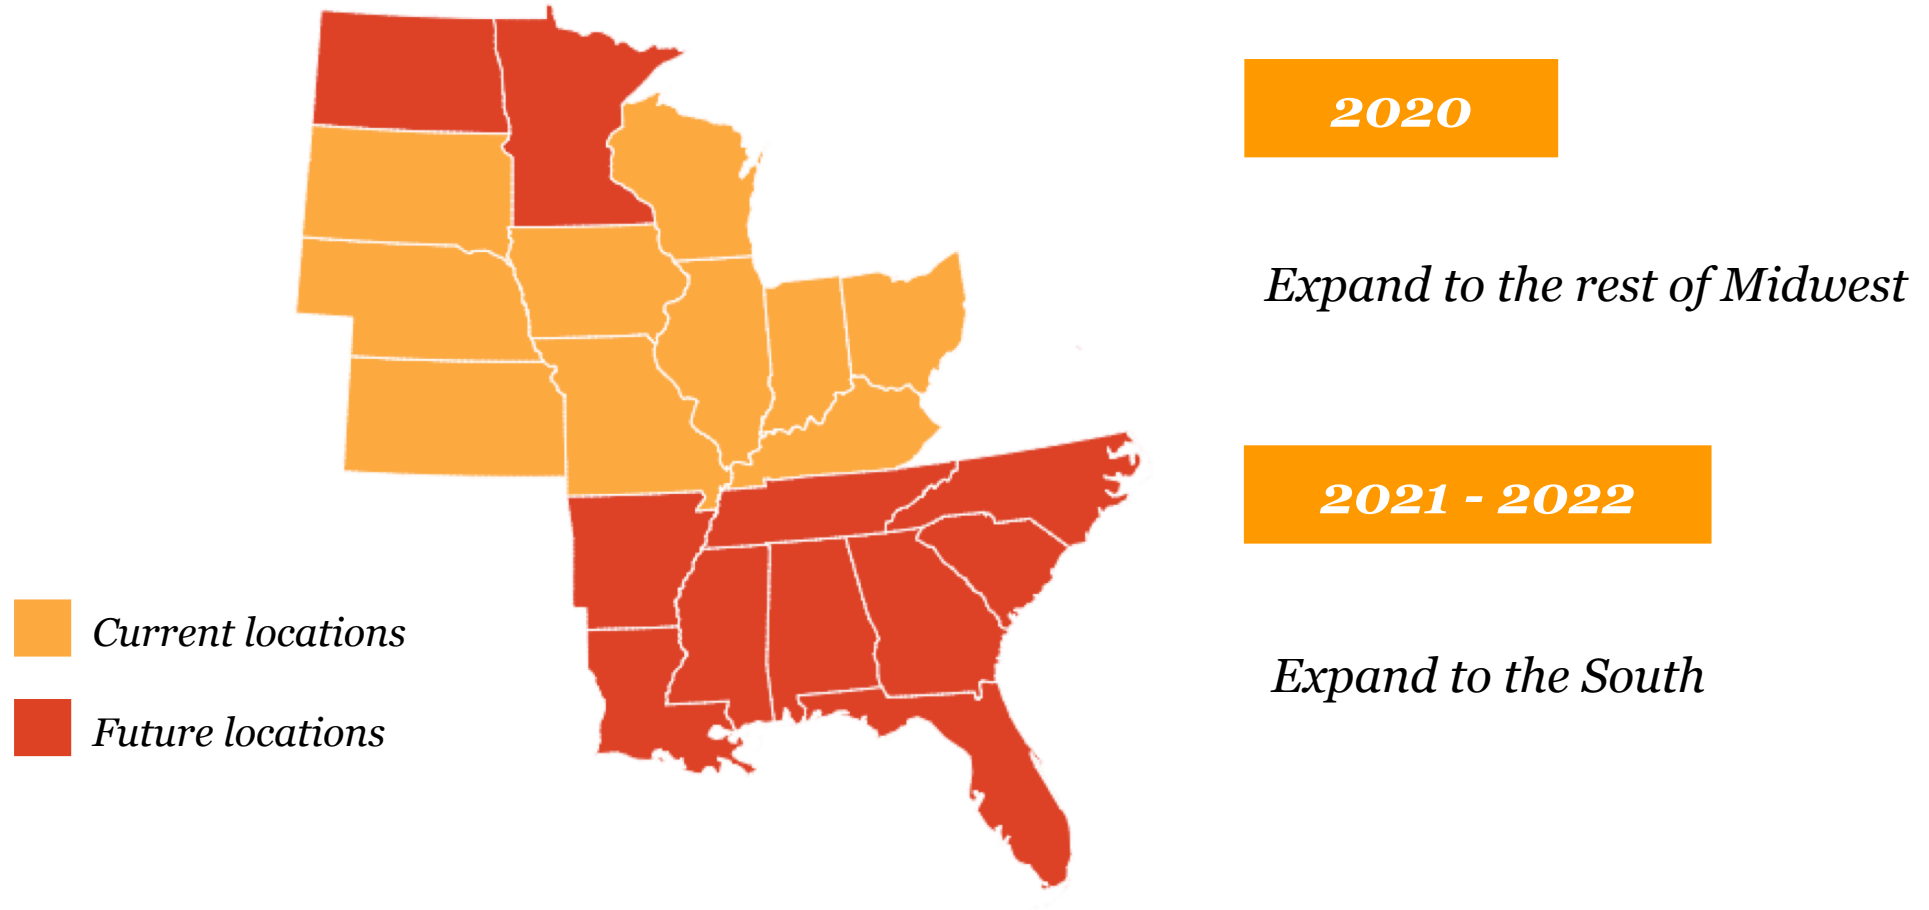 2020
Expand to the rest of Midwest
2021 - 2022
Expand to the South
Current locations
Future locations